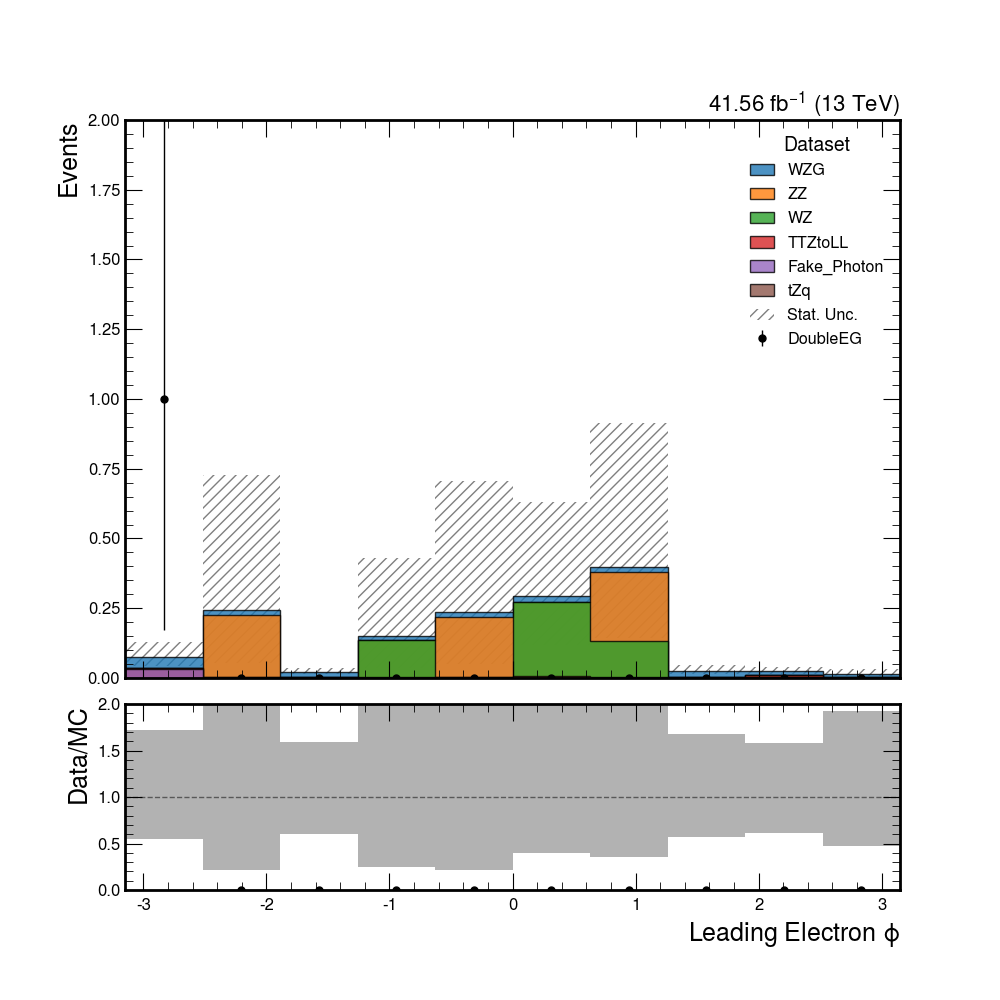 41.56 fb⁻¹ (13 TeV)
Events
2.00
1.75
1.50
1.25
1.00
0.75
0.50
0.25
0.00
Dataset
WZG
ZZ
WZ
TTZtoLL
Fake_Photon
tZq
Stat. Unc.
DoubleEG
Data/MC
2.0
1.5
1.0
0.5
0.0
-3 -2 -1 0 1 2 3
Leading Electron ϕ